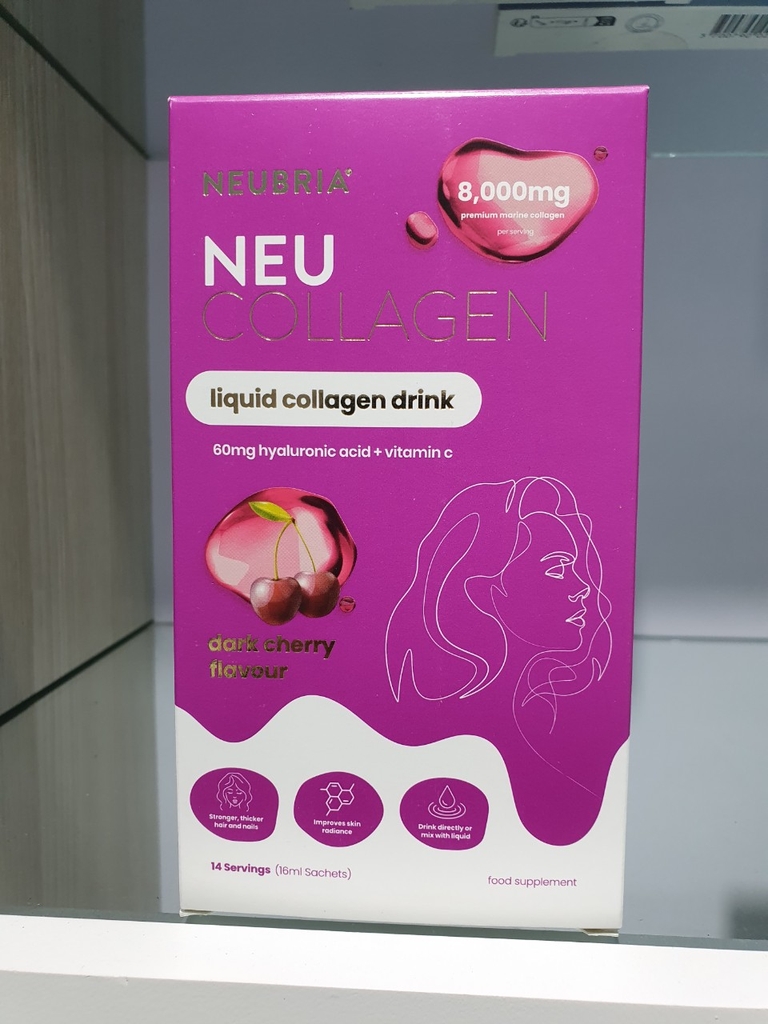 NEUBRIA
8,000mg
premium marine collagen
per serving
NEU
COLLAGEN
liquid collagen drink
60mg hyaluronic acid + vitamin c
dark cherry
flavour
Stronger, thicker
hair and nails
Improves skin
radiance
Drink directly or
mix with liquid
14 Servings (16ml Sachets)
food supplement